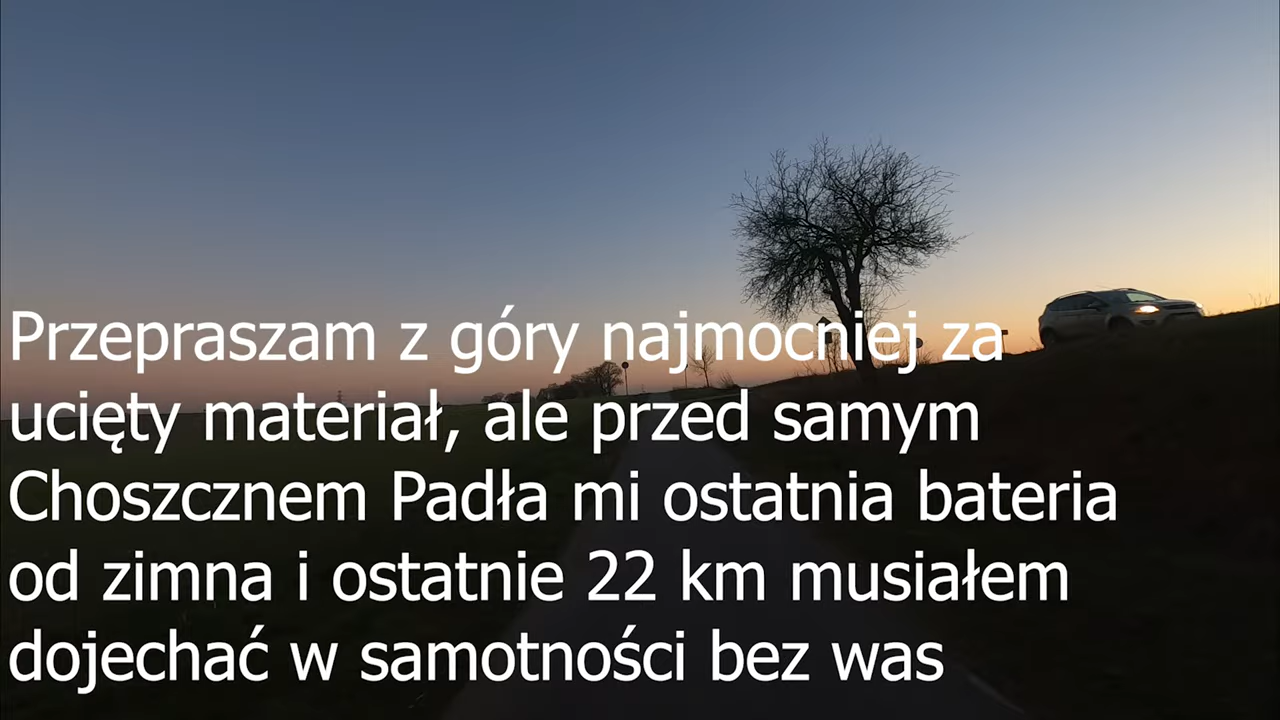 Przepraszam z góry najmocniej za
ucięty materiał, ale przed samym
Choszcznem Padła mi ostatnia bateria
od zimna i ostatnie 22 km musiałem
dojechać w samotności bez was